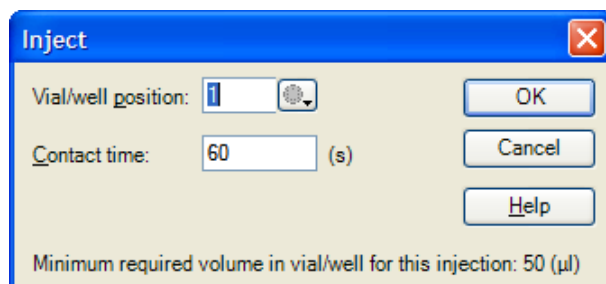 Inject
Vial/well position: 1
OK
Contact time: 60 (s)
Cancel
Help
Minimum required volume in vial/well for this injection: 50 (µl)